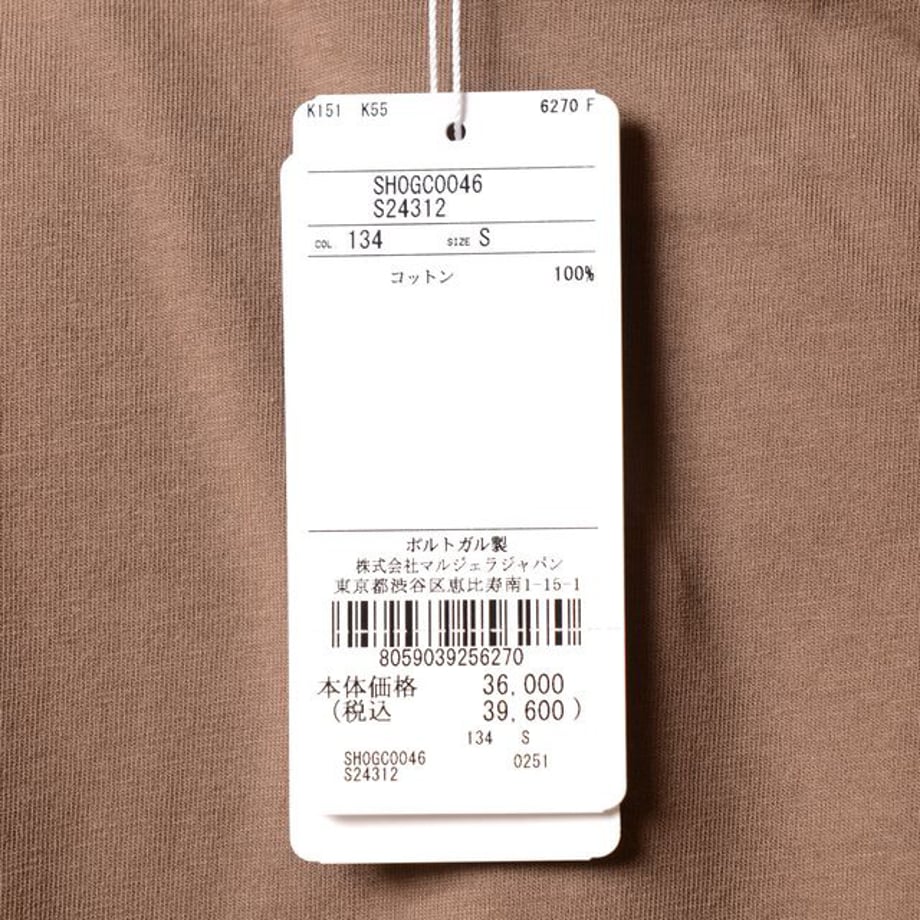 K151 K55 6270 F
SH0GC0046
S24312
COL 134 SIZE S
コットン 100%
ポルトガル製
株式会社マルジェラジャパン
東京都渋谷区恵比寿南1-15-1
8059039256270
本体価格 36,000
(税込 39,600)
134 S
SH0GC0046 0251
S24312